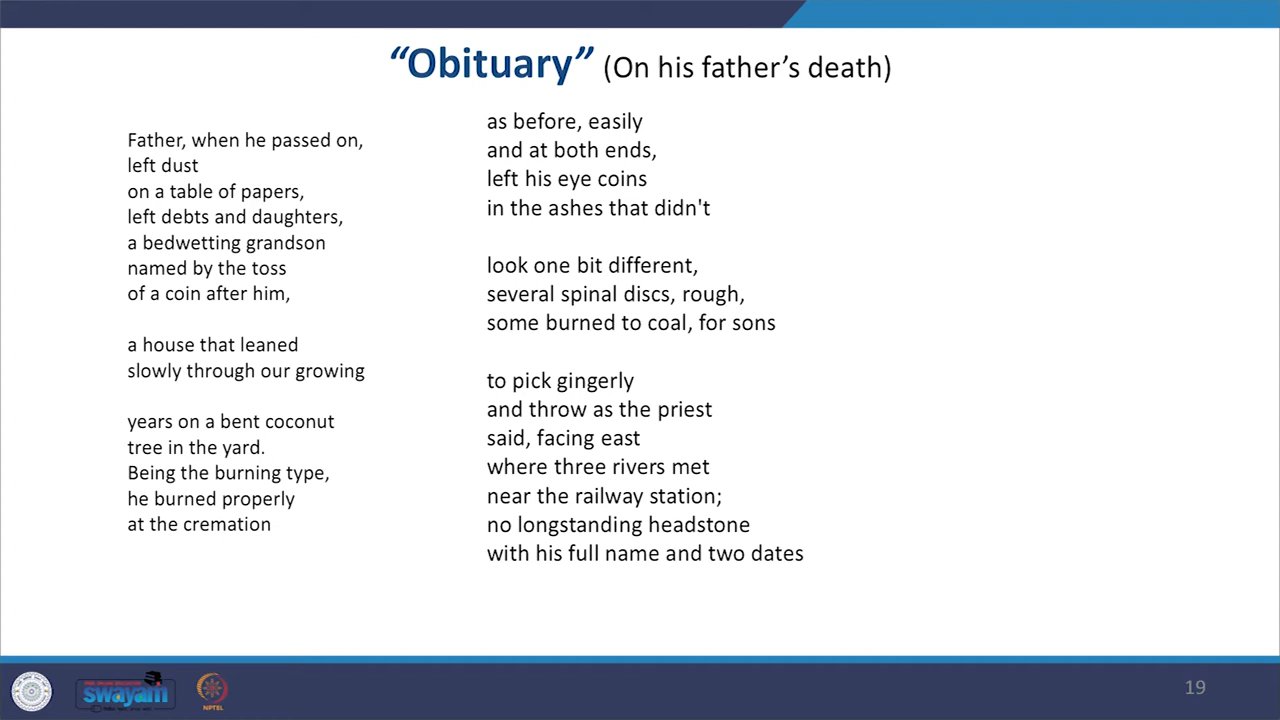 “Obituary” (On his father’s death)
Father, when he passed on,
left dust
on a table of papers,
left debts and daughters,
a bedwetting grandson
named by the toss
of a coin after him,
a house that leaned
slowly through our growing
years on a bent coconut
tree in the yard.
Being the burning type,
he burned properly
at the cremation
as before, easily
and at both ends,
left his eye coins
in the ashes that didn't
look one bit different,
several spinal discs, rough,
some burned to coal, for sons
to pick gingerly
and throw as the priest
said, facing east
where three rivers met
near the railway station;
no longstanding headstone
with his full name and two dates
swayam
NPTEL
19